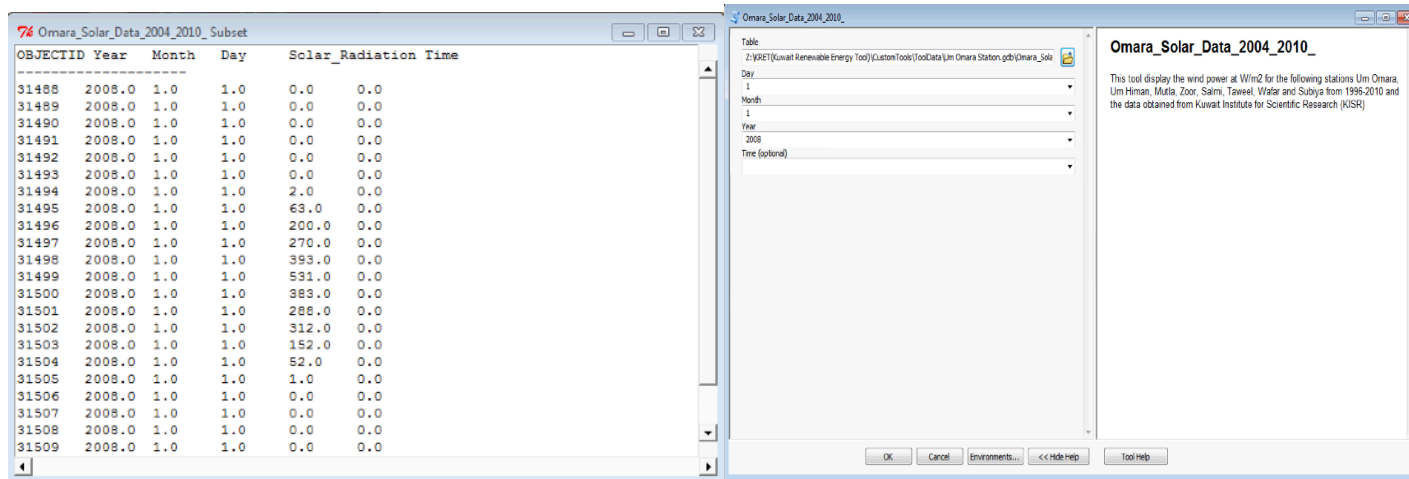 Omara_Solar_Data_2004_2010_ Subset
OBJECTID Year Month Day Solar_Radiation Time
--------------------
31488 2008.0 1.0 1.0 0.0 0.0
31489 2008.0 1.0 1.0 0.0 0.0
31490 2008.0 1.0 1.0 0.0 0.0
31491 2008.0 1.0 1.0 0.0 0.0
31492 2008.0 1.0 1.0 0.0 0.0
31493 2008.0 1.0 1.0 0.0 0.0
31494 2008.0 1.0 1.0 2.0 0.0
31495 2008.0 1.0 1.0 63.0 0.0
31496 2008.0 1.0 1.0 200.0 0.0
31497 2008.0 1.0 1.0 270.0 0.0
31498 2008.0 1.0 1.0 393.0 0.0
31499 2008.0 1.0 1.0 531.0 0.0
31500 2008.0 1.0 1.0 383.0 0.0
31501 2008.0 1.0 1.0 288.0 0.0
31502 2008.0 1.0 1.0 312.0 0.0
31503 2008.0 1.0 1.0 152.0 0.0
31504 2008.0 1.0 1.0 52.0 0.0
31505 2008.0 1.0 1.0 1.0 0.0
31506 2008.0 1.0 1.0 0.0 0.0
31507 2008.0 1.0 1.0 0.0 0.0
31508 2008.0 1.0 1.0 0.0 0.0
31509 2008.0 1.0 1.0 0.0 0.0
Omara_Solar_Data_2004_2010_
Table
Z:\KRET(Kuwait Renewable Energy Tool)\CustomTools\ToolData\Um Omara Station.gdb\Omara_Sola
Day
1
Month
1
Year
2008
Time (optional)
Omara_Solar_Data_2004_2010_
This tool display the wind power at W/m2 for the following stations Um Omara,
Um Himan, Mutla, Zoor, Salmi, Taweel, Wafar and Subiya from 1996-2010 and
the data obtained from Kuwait Institute for Scientific Research (KISR)
OK Cancel Environments... << Hide Help Tool Help